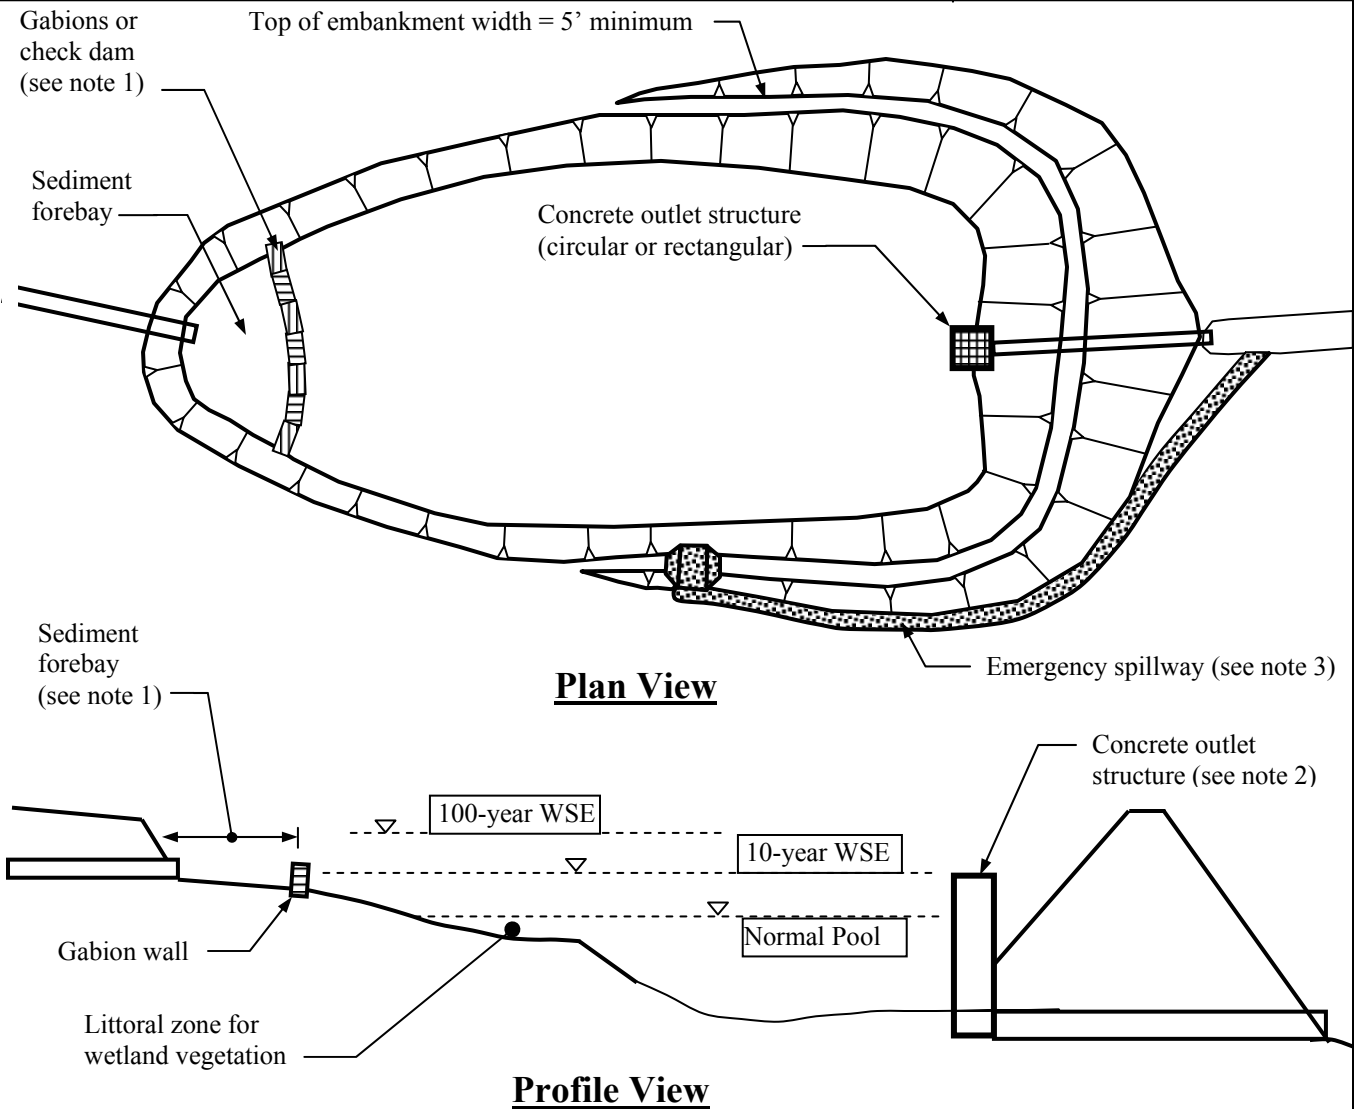 Gabions or
check dam
(see note 1)
Top of embankment width = 5’ minimum
Sediment
forebay
Concrete outlet structure
(circular or rectangular)
Emergency spillway (see note 3)
Plan View
Sediment
forebay
(see note 1)
Concrete outlet
structure (see note 2)
100-year WSE
10-year WSE
Normal Pool
Gabion wall
Littoral zone for
wetland vegetation
Profile View